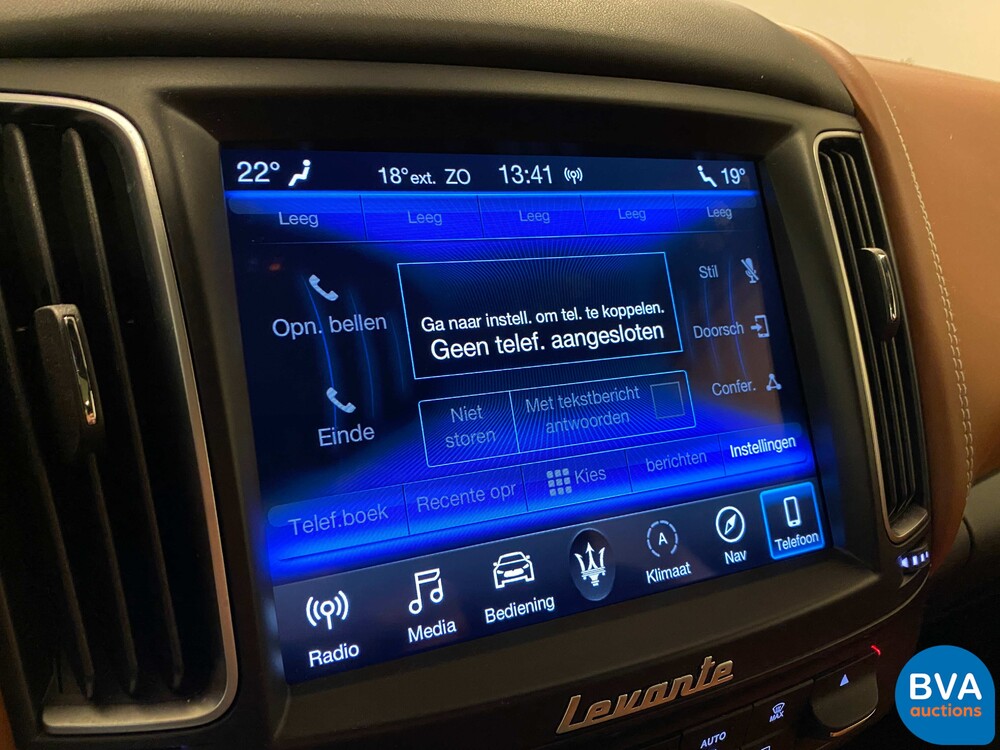 22° 18° ext. ZO 13:41 19°
Leeg Leeg Leeg Leeg Leeg
Opn. bellen
Ga naar instell. om tel. te koppelen.
Geen telef. aangesloten
Stil
Doorsch
Confer.
Einde
Niet
storen
Met tekstbericht
antwoorden
Telef.boek Recente opr Kies berichten Instellingen
Radio Media Bediening A Klimaat Nav Telefoon
Levante
AUTO
MAX
BVA
auctions